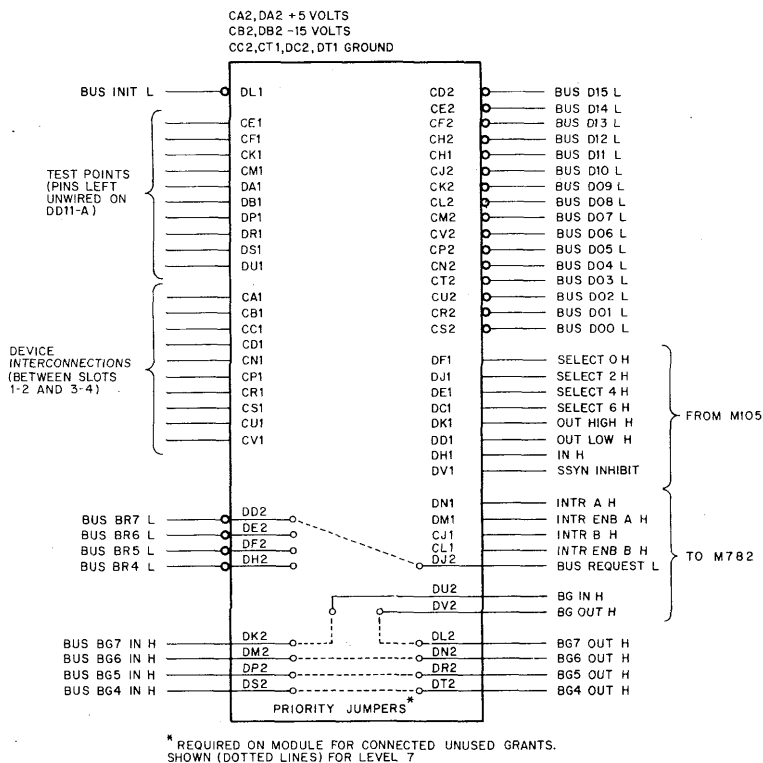 CA2,DA2 +5 VOLTS
CB2,DB2 -15 VOLTS
CC2,CT1,DC2,DT1 GROUND
BUS INIT L DL1 CD2 BUS D15 L
CE2 BUS D14 L
CE1 CF2 BUS D13 L
CF1 CH2 BUS D12 L
CK1 CH1 BUS D11 L
CM1 CJ2 BUS D10 L
DA1 CK2 BUS D09 L
DB1 CL2 BUS D08 L
DP1 CM2 BUS D07 L
DR1 CV2 BUS D06 L
DS1 CP2 BUS D05 L
DU1 CN2 BUS D04 L
TEST POINTS
(PINS LEFT
UNWIRED ON
DD11-A)
CT2 BUS D03 L
CA1 CU2 BUS D02 L
CB1 CR2 BUS D01 L
CC1 CS2 BUS D00 L
CD1
CN1 DF1 SELECT 0 H
CP1 DJ1 SELECT 2 H
CR1 DE1 SELECT 4 H
CS1 DC1 SELECT 6 H
CU1 DK1 OUT HIGH H
CV1 DD1 OUT LOW H
DEVICE
INTERCONNECTIONS
(BETWEEN SLOTS
1-2 AND 3-4)
DH1 IN H
DV1 SSYN INHIBIT
FROM M105
DN1 INTR A H
BUS BR7 L DD2 DM1 INTR ENB A H
BUS BR6 L DE2 CJ1 INTR B H
BUS BR5 L DF2 CL1 INTR ENB B H
BUS BR4 L DH2 DJ2 BUS REQUEST L
TO M782
DU2 BG IN H
DV2 BG OUT H
BUS BG7 IN H DK2 DL2 BG7 OUT H
BUS BG6 IN H DM2 DN2 BG6 OUT H
BUS BG5 IN H DP2 DR2 BG5 OUT H
BUS BG4 IN H DS2 DT2 BG4 OUT H
PRIORITY JUMPERS*
* REQUIRED ON MODULE FOR CONNECTED UNUSED GRANTS.
SHOWN (DOTTED LINES) FOR LEVEL 7